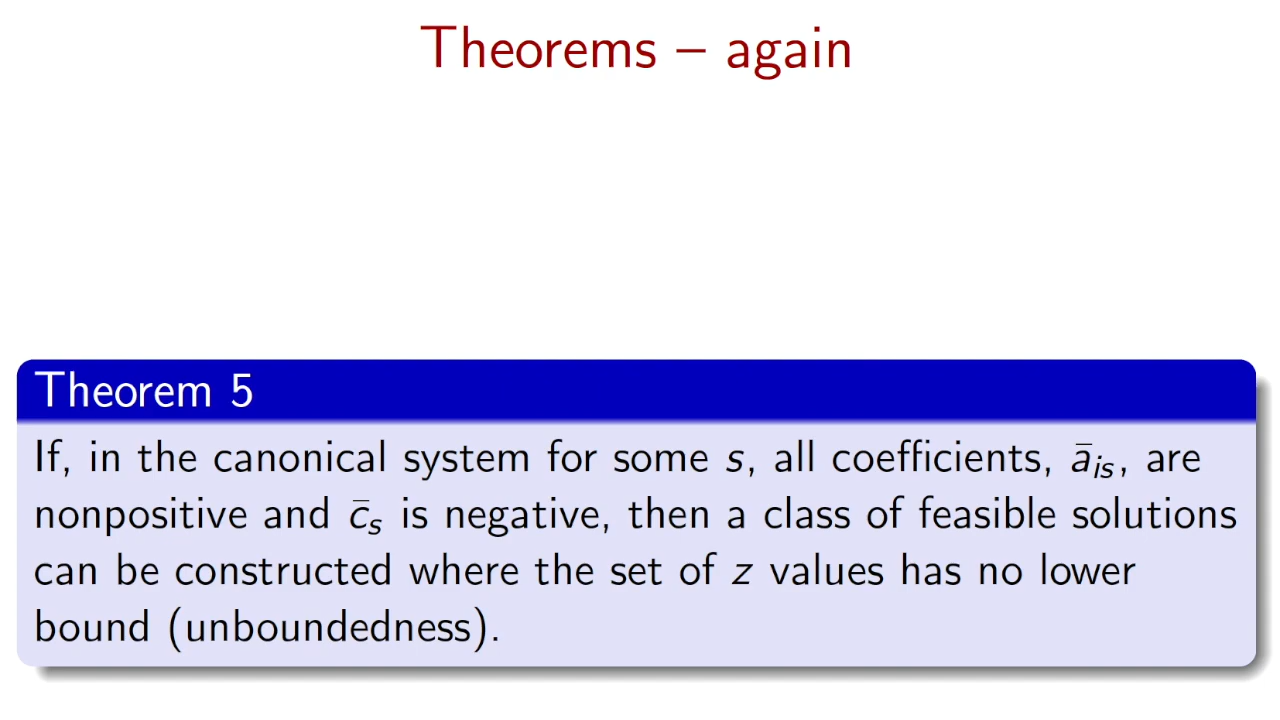 Theorems – again
Theorem 5
If, in the canonical system for some s, all coefficients, ā_is, are
nonpositive and c̄_s is negative, then a class of feasible solutions
can be constructed where the set of z values has no lower
bound (unboundedness).